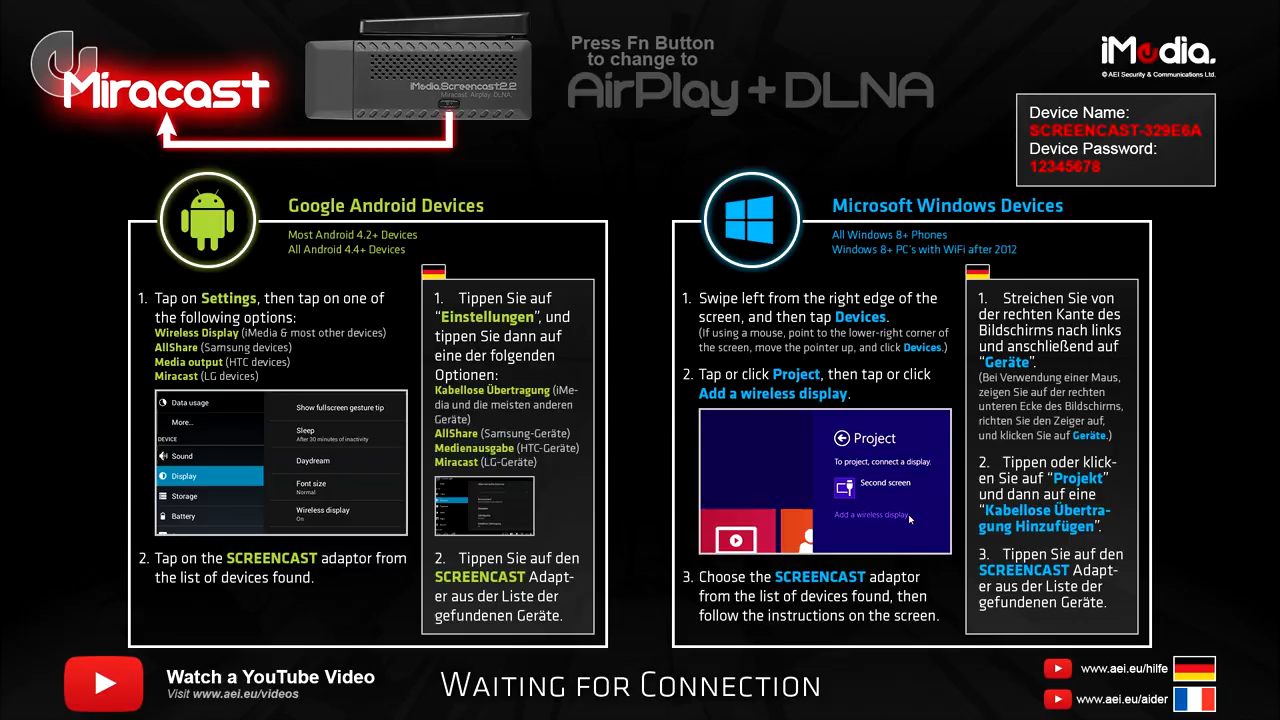 Miracast
iMedia.Screencast2.2
Miracast. Airplay. DLNA.
Press Fn Button
to change to
AirPlay + DLNA
iMedia.
© AEI Security & Communications Ltd.
Device Name:
SCREENCAST-329E6A
Device Password:
12345678
Google Android Devices
Most Android 4.2+ Devices
All Android 4.4+ Devices
1. Tap on Settings, then tap on one of
the following options:
Wireless Display (iMedia & most other devices)
AllShare (Samsung devices)
Media output (HTC devices)
Miracast (LG devices)
Data usage
More...
DEVICE
Sound
Display
Storage
Battery
Show fullscreen gesture tip
Sleep
After 30 minutes of inactivity
Daydream
Font size
Normal
Wireless display
On
2. Tap on the SCREENCAST adaptor from
the list of devices found.
1. Tippen Sie auf
“Einstellungen”, und
tippen Sie dann auf
eine der folgenden
Optionen:
Kabellose Übertragung (iMe-
dia und die meisten anderen
Geräte)
AllShare (Samsung-Geräte)
Medienausgabe (HTC-Geräte)
Miracast (LG-Geräte)
2. Tippen Sie auf den
SCREENCAST Adapt-
er aus der Liste der
gefundenen Geräte.
Microsoft Windows Devices
All Windows 8+ Phones
Windows 8+ PC's with WiFi after 2012
1. Swipe left from the right edge of the
screen, and then tap Devices.
(If using a mouse, point to the lower-right corner of
the screen, move the pointer up, and click Devices.)
2. Tap or click Project, then tap or click
Add a wireless display.
Project
To project, connect a display.
Second screen
Add a wireless display
3. Choose the SCREENCAST adaptor
from the list of devices found, then
follow the instructions on the screen.
1. Streichen Sie von
der rechten Kante des
Bildschirms nach links
und anschließend auf
“Geräte”.
(Bei Verwendung einer Maus,
zeigen Sie auf der rechten
unteren Ecke des Bildschirms,
richten Sie den Zeiger auf,
und klicken Sie auf Geräte.)
2. Tippen oder klick-
en Sie auf “Projekt”
und dann auf eine
“Kabellose Übertra-
gung Hinzufügen”.
3. Tippen Sie auf den
SCREENCAST Adapt-
er aus der Liste der
gefundenen Geräte.
Watch a YouTube Video
Visit www.aei.eu/videos
WAITING FOR CONNECTION
www.aei.eu/hilfe
www.aei.eu/aider